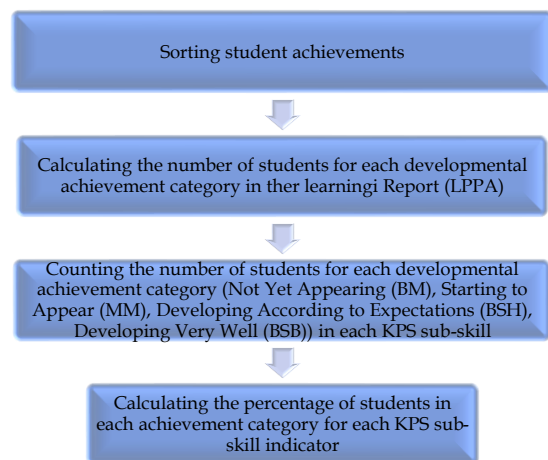 Sorting student achievements
Calculating the number of students for each developmental
achievement category in ther learningi Report (LPPA)
Counting the number of students for each developmental
achievement category (Not Yet Appearing (BM), Starting to
Appear (MM), Developing According to Expectations (BSH),
Developing Very Well (BSB)) in each KPS sub-skill
Calculating the percentage of students in
each achievement category for each KPS sub-
skill indicator